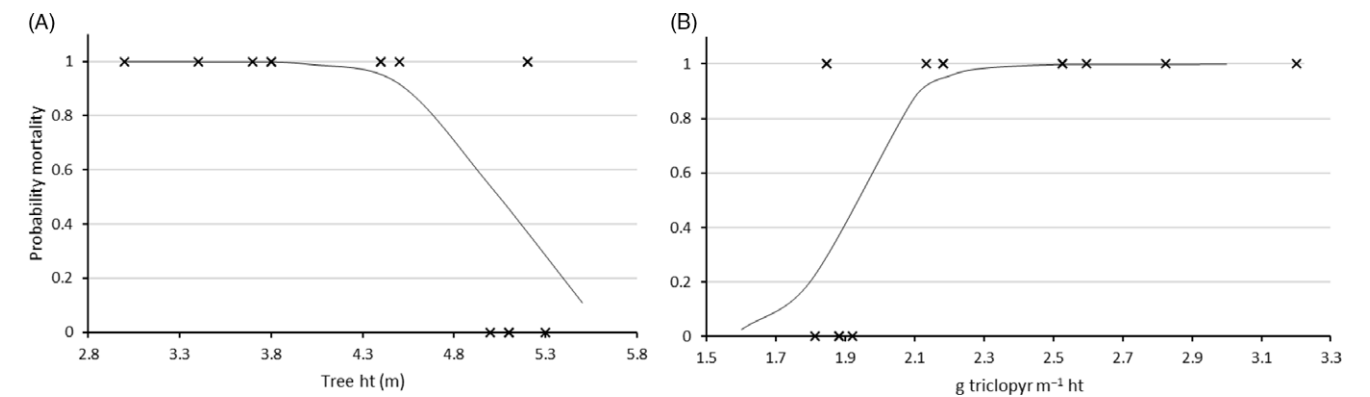 (A)
Probability mortality
1
0.8
0.6
0.4
0.2
0
2.8 3.3 3.8 4.3 4.8 5.3 5.8
Tree ht (m)
(B)
1
0.8
0.6
0.4
0.2
0
1.5 1.7 1.9 2.1 2.3 2.5 2.7 2.9 3.1 3.3
g triclopyr m⁻¹ ht